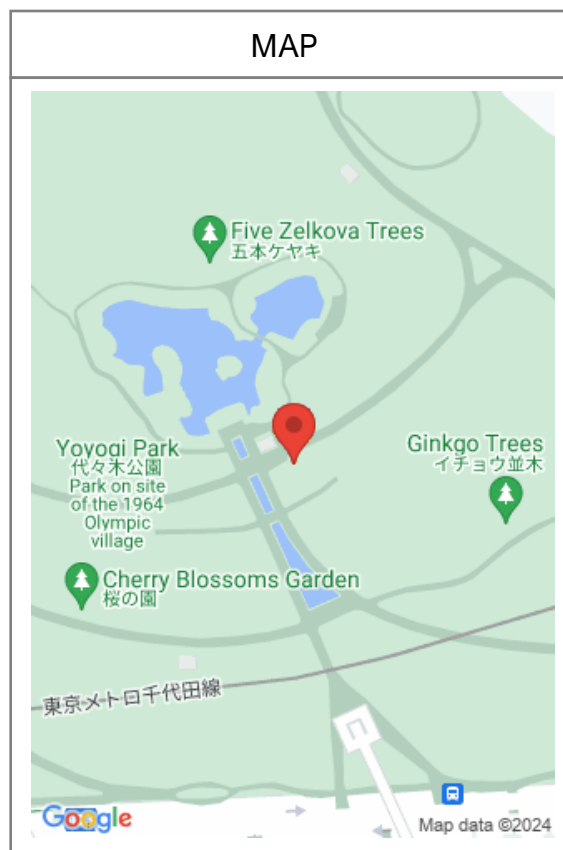 MAP
Five Zelkova Trees
五本ケヤキ
Yoyogi Park
代々木公園
Park on site
of the 1964
Olympic
village
Ginkgo Trees
イチョウ並木
Cherry Blossoms Garden
桜の園
東京メトロ千代田線
Google
Map data ©2024